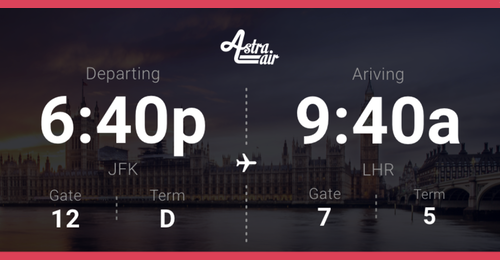 Astra
air
Departing
6:40p
JFK
Gate
12
Term
D
Ariving
9:40a
LHR
Gate
7
Term
5